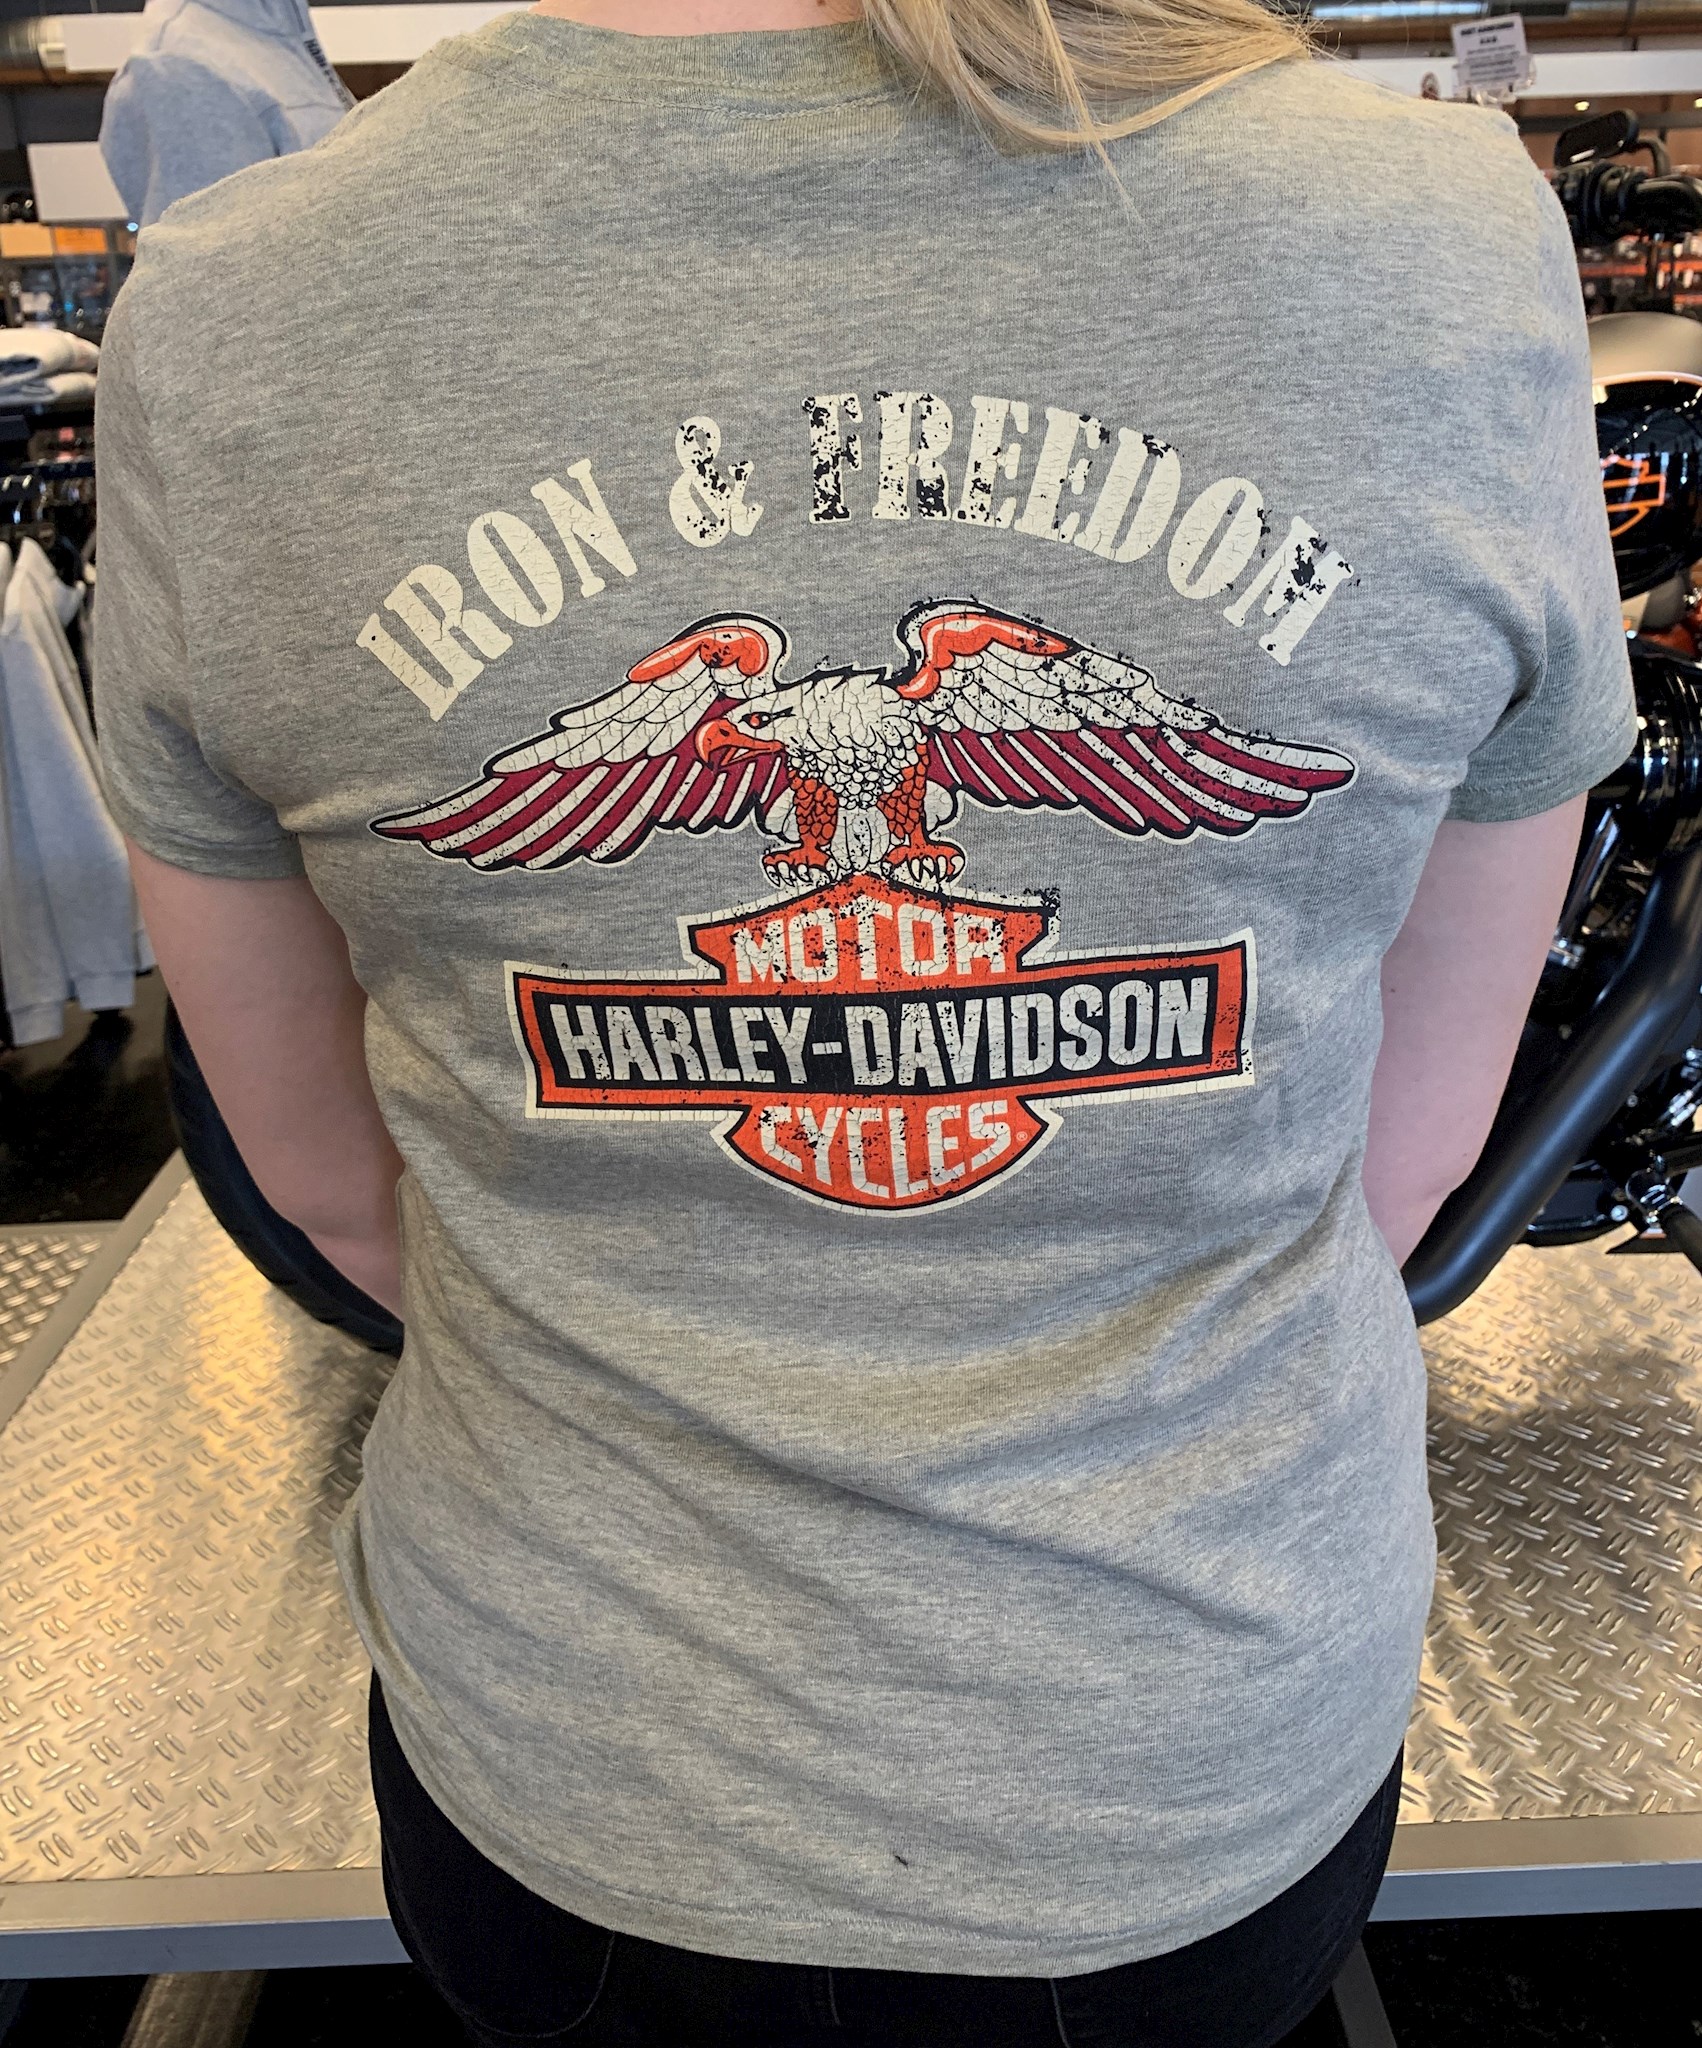 IRON & FREEDOM
MOTOR
HARLEY-DAVIDSON
CYCLES®